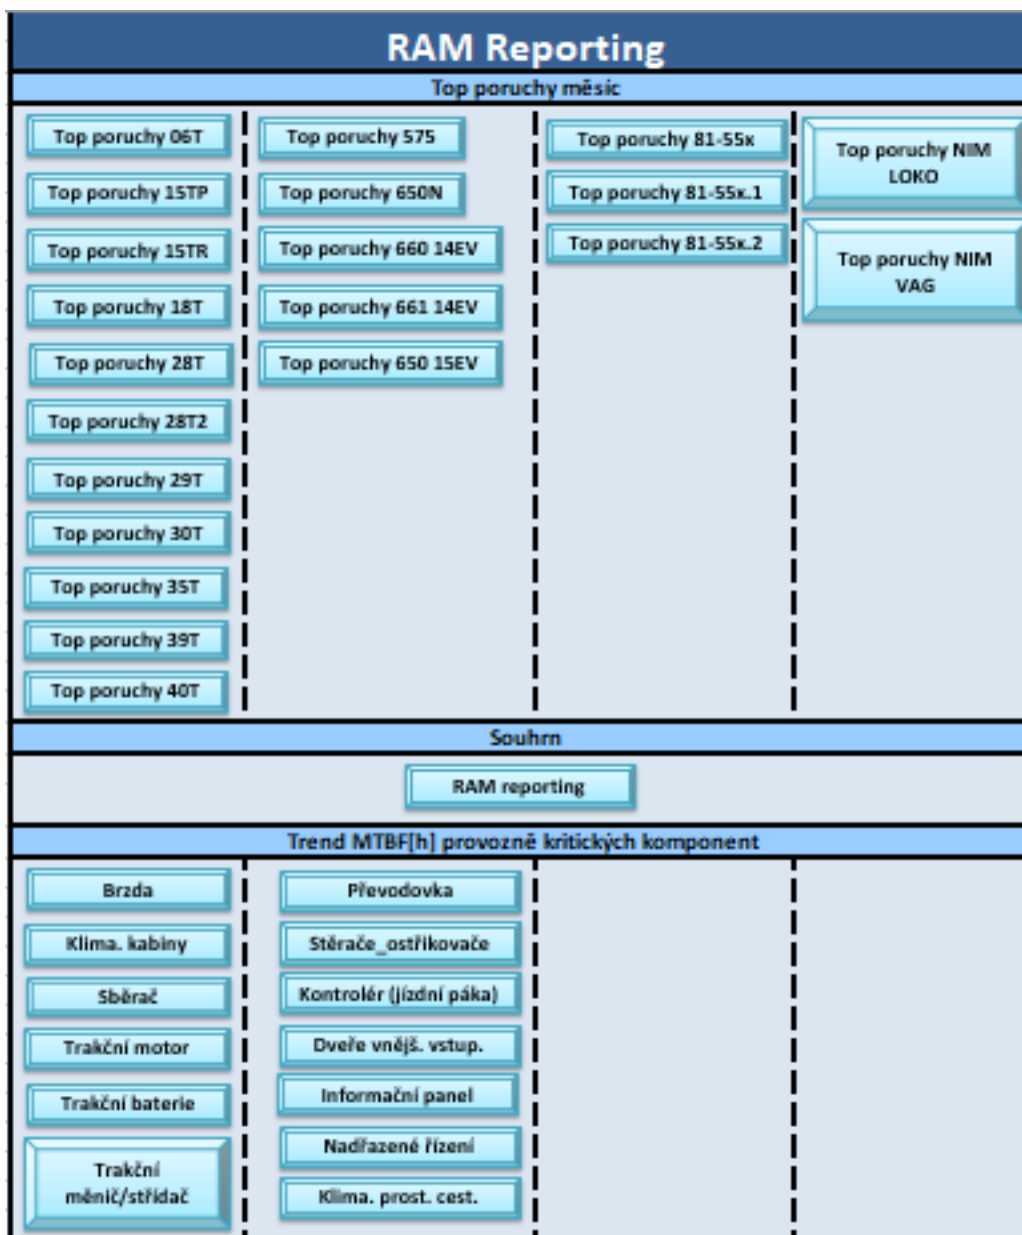 RAM Reporting
Top poruchy měsíc
Top poruchy 06T
Top poruchy 15TP
Top poruchy 15TR
Top poruchy 18T
Top poruchy 28T
Top poruchy 28T2
Top poruchy 29T
Top poruchy 30T
Top poruchy 35T
Top poruchy 39T
Top poruchy 40T
Top poruchy 575
Top poruchy 650N
Top poruchy 660 14EV
Top poruchy 661 14EV
Top poruchy 650 15EV
Top poruchy 81-55x
Top poruchy 81-55x.1
Top poruchy 81-55x.2
Top poruchy NIM
LOKO
Top poruchy NIM
VAG
Souhrn
RAM reporting
Trend MTBF[h] provozně kritických komponent
Brzda
Klima. kabiny
Sběrač
Trakční motor
Trakční baterie
Trakční
měnič/střídač
Převodovka
Stěrače_ostřikovače
Kontrolér (jízdní páka)
Dveře vnějš. vstup.
Informační panel
Nadřazené řízení
Klima. prost. cest.